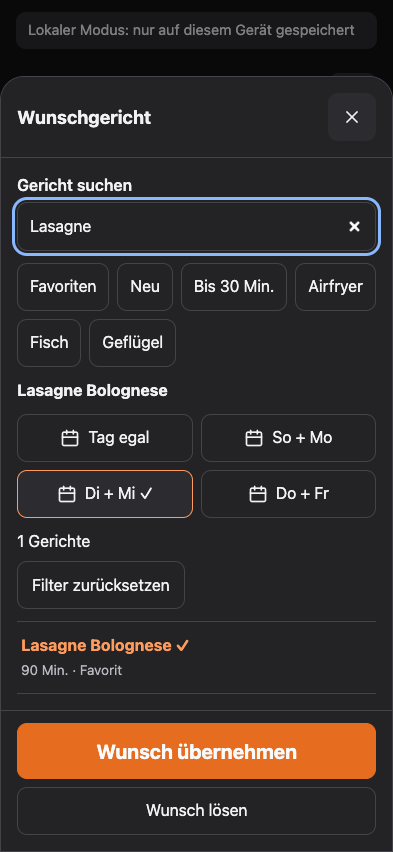 Lokaler Modus: nur auf diesem Gerät gespeichert
Wunschgericht
Gericht suchen
Lasagne
Favoriten Neu Bis 30 Min. Airfryer
Fisch Geflügel
Lasagne Bolognese
Tag egal So + Mo
Di + Mi ✓ Do + Fr
1 Gerichte
Filter zurücksetzen
Lasagne Bolognese ✓
90 Min. · Favorit
Wunsch übernehmen
Wunsch lösen